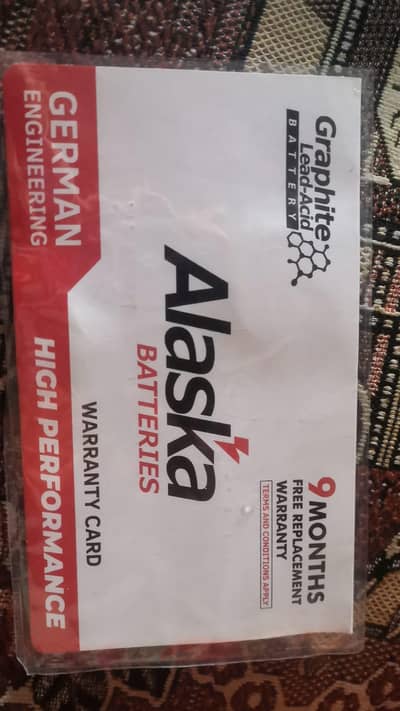 Graphite
Lead-Acid
BATTERY
9 MONTHS
FREE REPLACEMENT
WARRANTY
TERMS AND CONDITIONS APPLY
Alaska
BATTERIES
WARRANTY CARD
GERMAN
ENGINEERING
HIGH PERFORMANCE